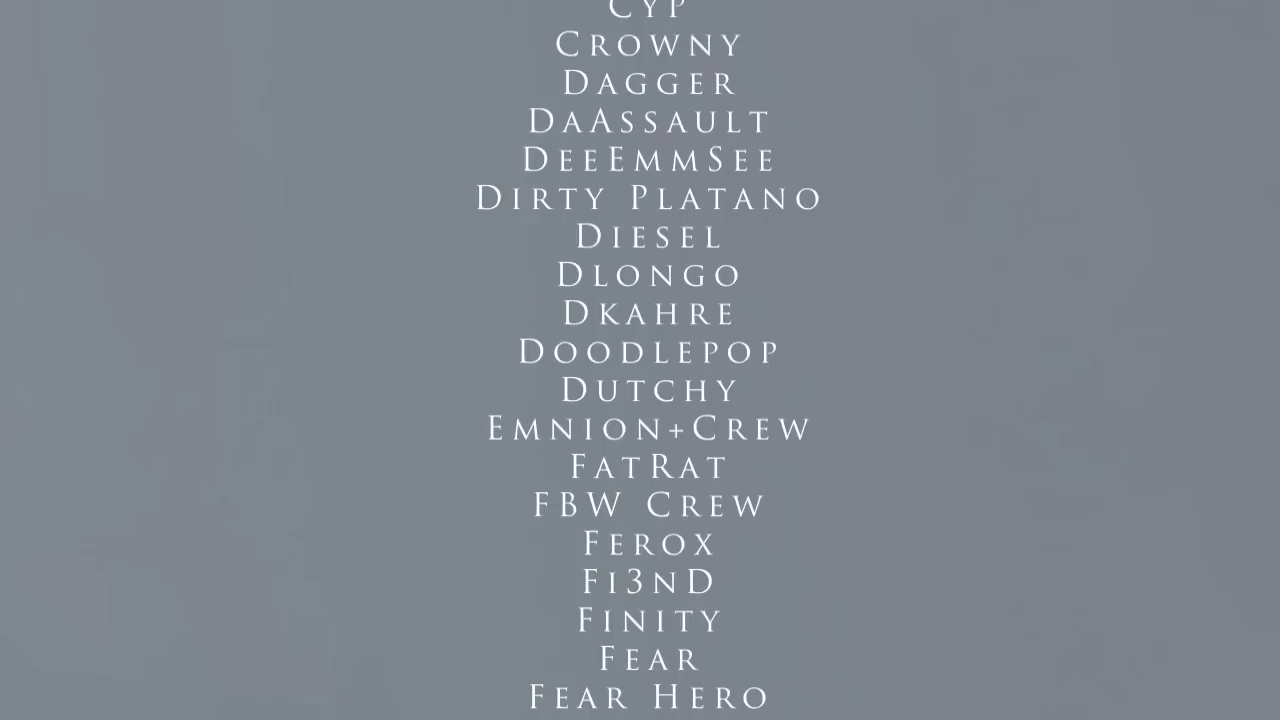 CYP
Crowny
Dagger
DaAssault
DeeEmmSee
Dirty Platano
Diesel
Dlongo
Dkahre
Doodlepop
Dutchy
Emnion+Crew
FatRat
FBW Crew
Ferox
Fi3nD
Finity
Fear
Fear Hero